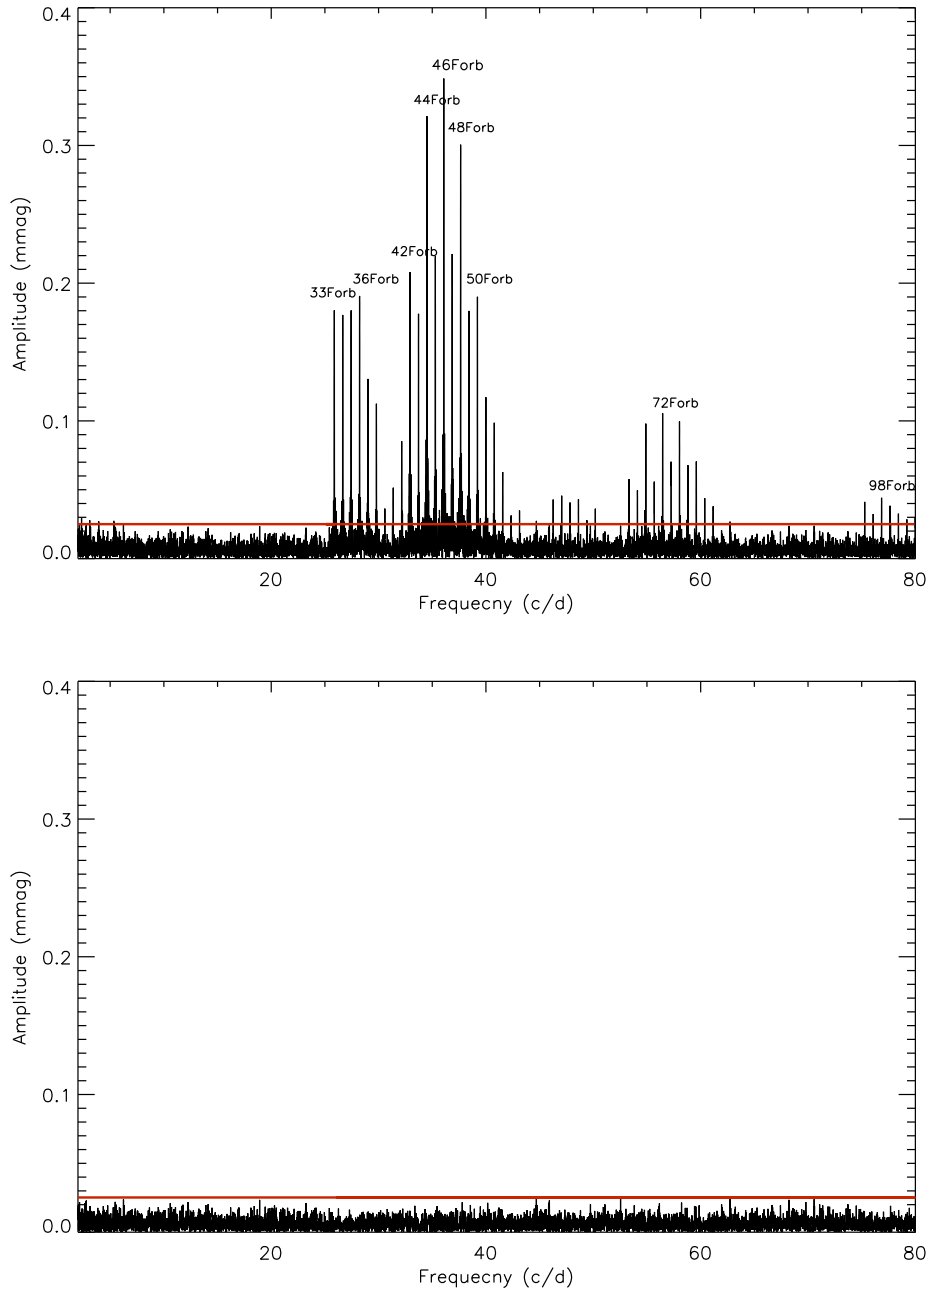 0.4
46Forb
44Forb
48Forb
0.3
42Forb
36Forb
50Forb
33Forb
0.2
72Forb
0.1
98Forb
0.0
20 40 60 80
Frequecny (c/d)
Amplitude (mmag)
0.4
0.3
0.2
0.1
0.0
20 40 60 80
Frequecny (c/d)
Amplitude (mmag)